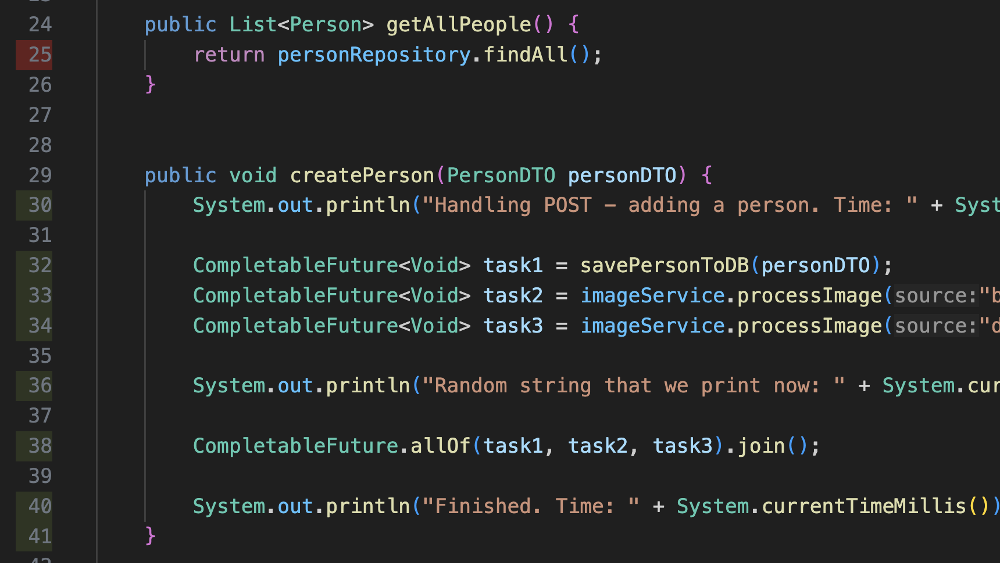 24 public List<Person> getAllPeople() {
25 return personRepository.findAll();
26 }
27
28
29 public void createPerson(PersonDTO personDTO) {
30 System.out.println("Handling POST – adding a person. Time: " + Syst
31
32 CompletableFuture<Void> task1 = savePersonToDB(personDTO);
33 CompletableFuture<Void> task2 = imageService.processImage(source:"b
34 CompletableFuture<Void> task3 = imageService.processImage(source:"d
35
36 System.out.println("Random string that we print now: " + System.cur
37
38 CompletableFuture.allOf(task1, task2, task3).join();
39
40 System.out.println("Finished. Time: " + System.currentTimeMillis())
41 }